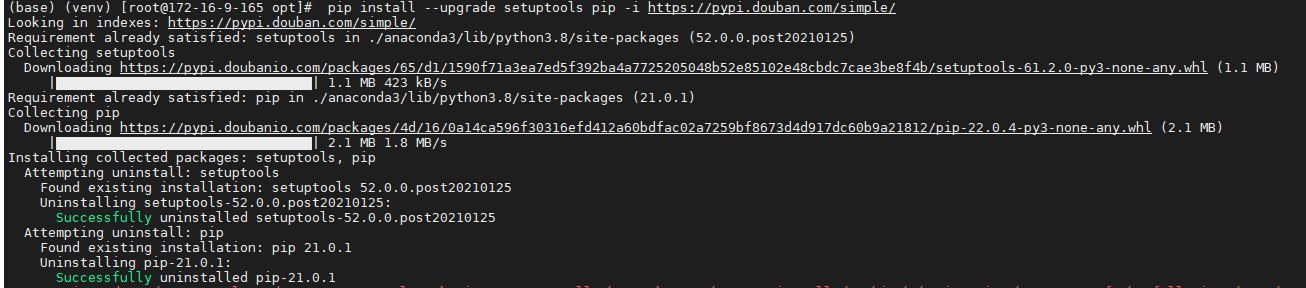 (base) (venv) [root@172-16-9-165 opt]#  pip install --upgrade setuptools pip -i https://pypi.douban.com/simple/
Looking in indexes: https://pypi.douban.com/simple/
Requirement already satisfied: setuptools in ./anaconda3/lib/python3.8/site-packages (52.0.0.post20210125)
Collecting setuptools
  Downloading https://pypi.doubanio.com/packages/65/d1/1590f71a3ea7ed5f392ba4a7725205048b52e85102e48cbdc7cae3be8f4b/setuptools-61.2.0-py3-none-any.whl (1.1 MB)
     |████████████████████████████████| 1.1 MB 423 kB/s
Requirement already satisfied: pip in ./anaconda3/lib/python3.8/site-packages (21.0.1)
Collecting pip
  Downloading https://pypi.doubanio.com/packages/4d/16/0a14ca596f30316efd412a60bdfac02a7259bf8673d4d917dc60b9a21812/pip-22.0.4-py3-none-any.whl (2.1 MB)
     |████████████████████████████████| 2.1 MB 1.8 MB/s
Installing collected packages: setuptools, pip
  Attempting uninstall: setuptools
    Found existing installation: setuptools 52.0.0.post20210125
    Uninstalling setuptools-52.0.0.post20210125:
      Successfully uninstalled setuptools-52.0.0.post20210125
  Attempting uninstall: pip
    Found existing installation: pip 21.0.1
    Uninstalling pip-21.0.1:
      Successfully uninstalled pip-21.0.1